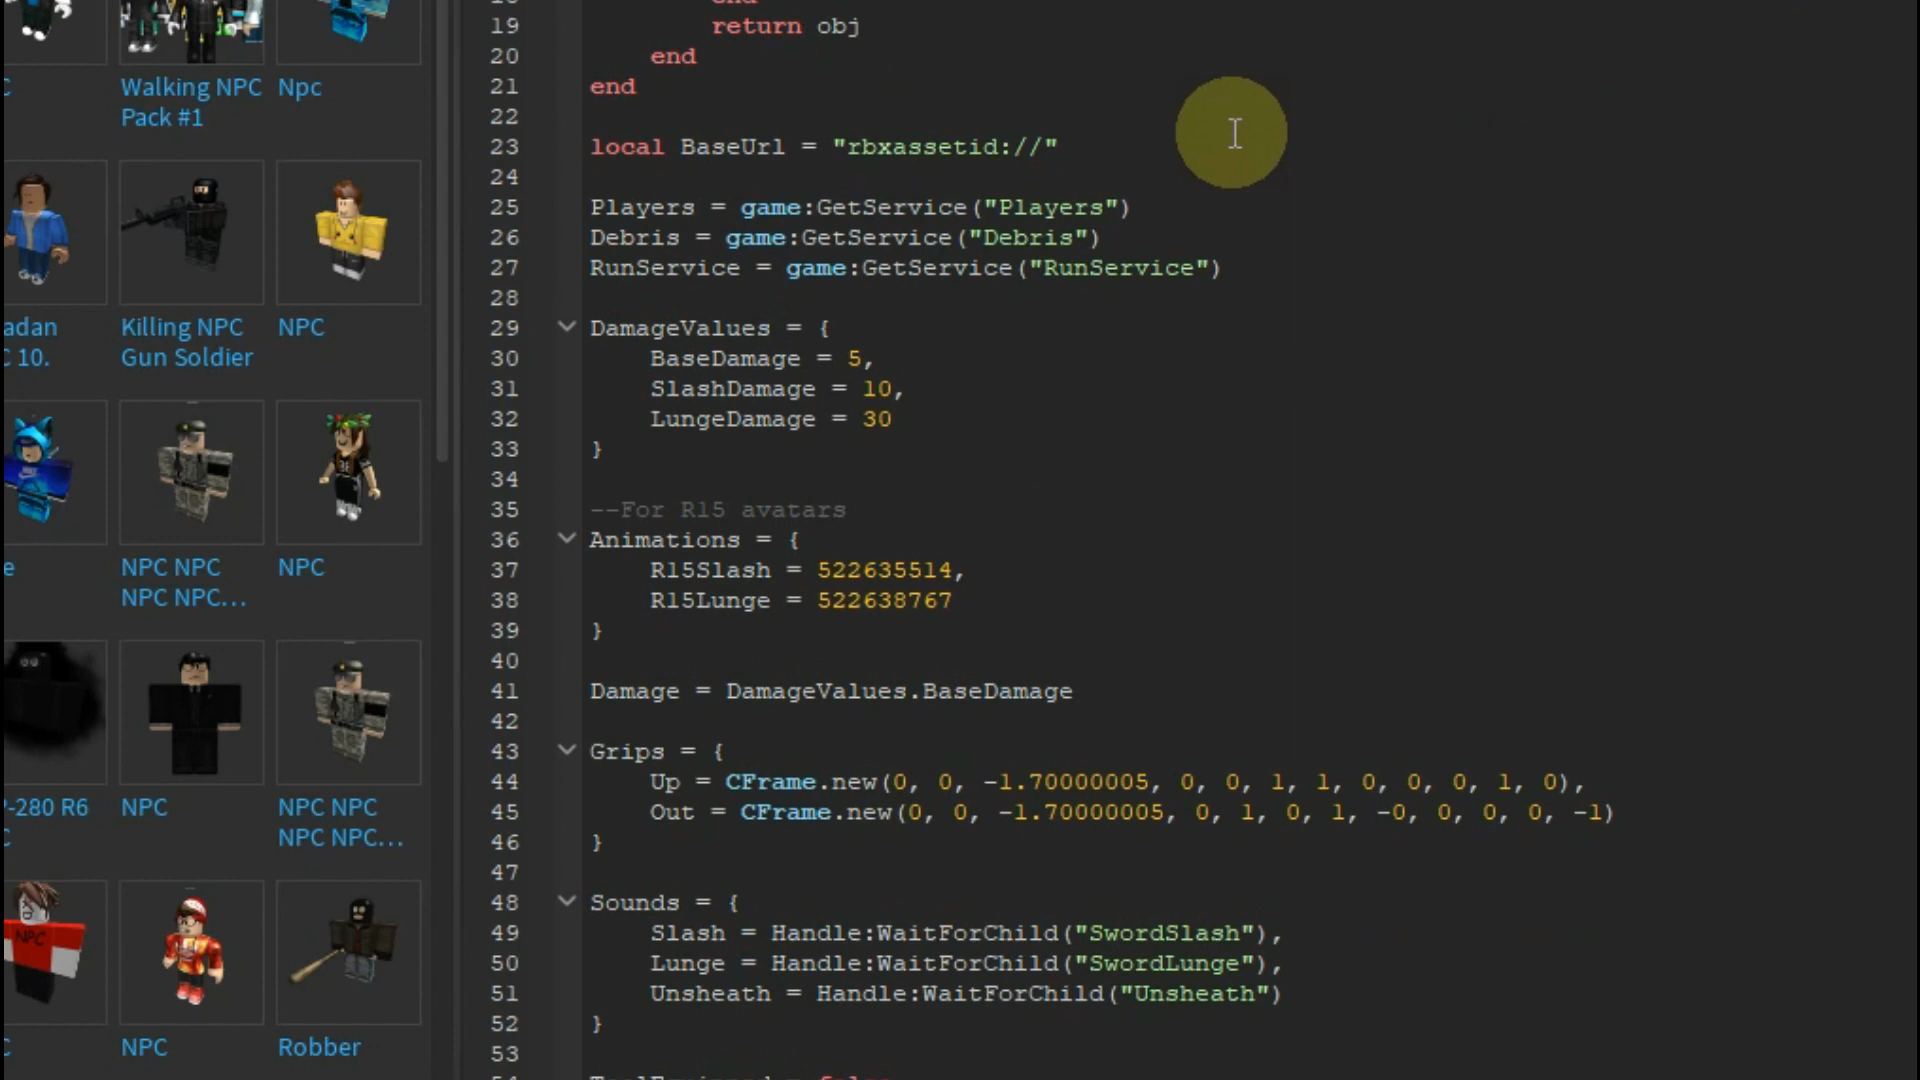 Walking NPC
Pack #1
Npc
adan
C 10.
Killing NPC
Gun Soldier
NPC
e
NPC NPC
NPC NPC...
NPC
P-280 R6
C
NPC
NPC NPC
NPC NPC...
NPC
C
NPC
Robber
19 return obj
20 end
21 end
22
23 local BaseUrl = "rbxassetid://"
24
25 Players = game:GetService("Players")
26 Debris = game:GetService("Debris")
27 RunService = game:GetService("RunService")
28
29 DamageValues = {
30 BaseDamage = 5,
31 SlashDamage = 10,
32 LungeDamage = 30
33 }
34
35 --For R15 avatars
36 Animations = {
37 R15Slash = 522635514,
38 R15Lunge = 522638767
39 }
40
41 Damage = DamageValues.BaseDamage
42
43 Grips = {
44 Up = CFrame.new(0, 0, -1.70000005, 0, 0, 1, 1, 0, 0, 0, 1, 0),
45 Out = CFrame.new(0, 0, -1.70000005, 0, 1, 0, 1, -0, 0, 0, 0, -1)
46 }
47
48 Sounds = {
49 Slash = Handle:WaitForChild("SwordSlash"),
50 Lunge = Handle:WaitForChild("SwordLunge"),
51 Unsheath = Handle:WaitForChild("Unsheath")
52 }
53